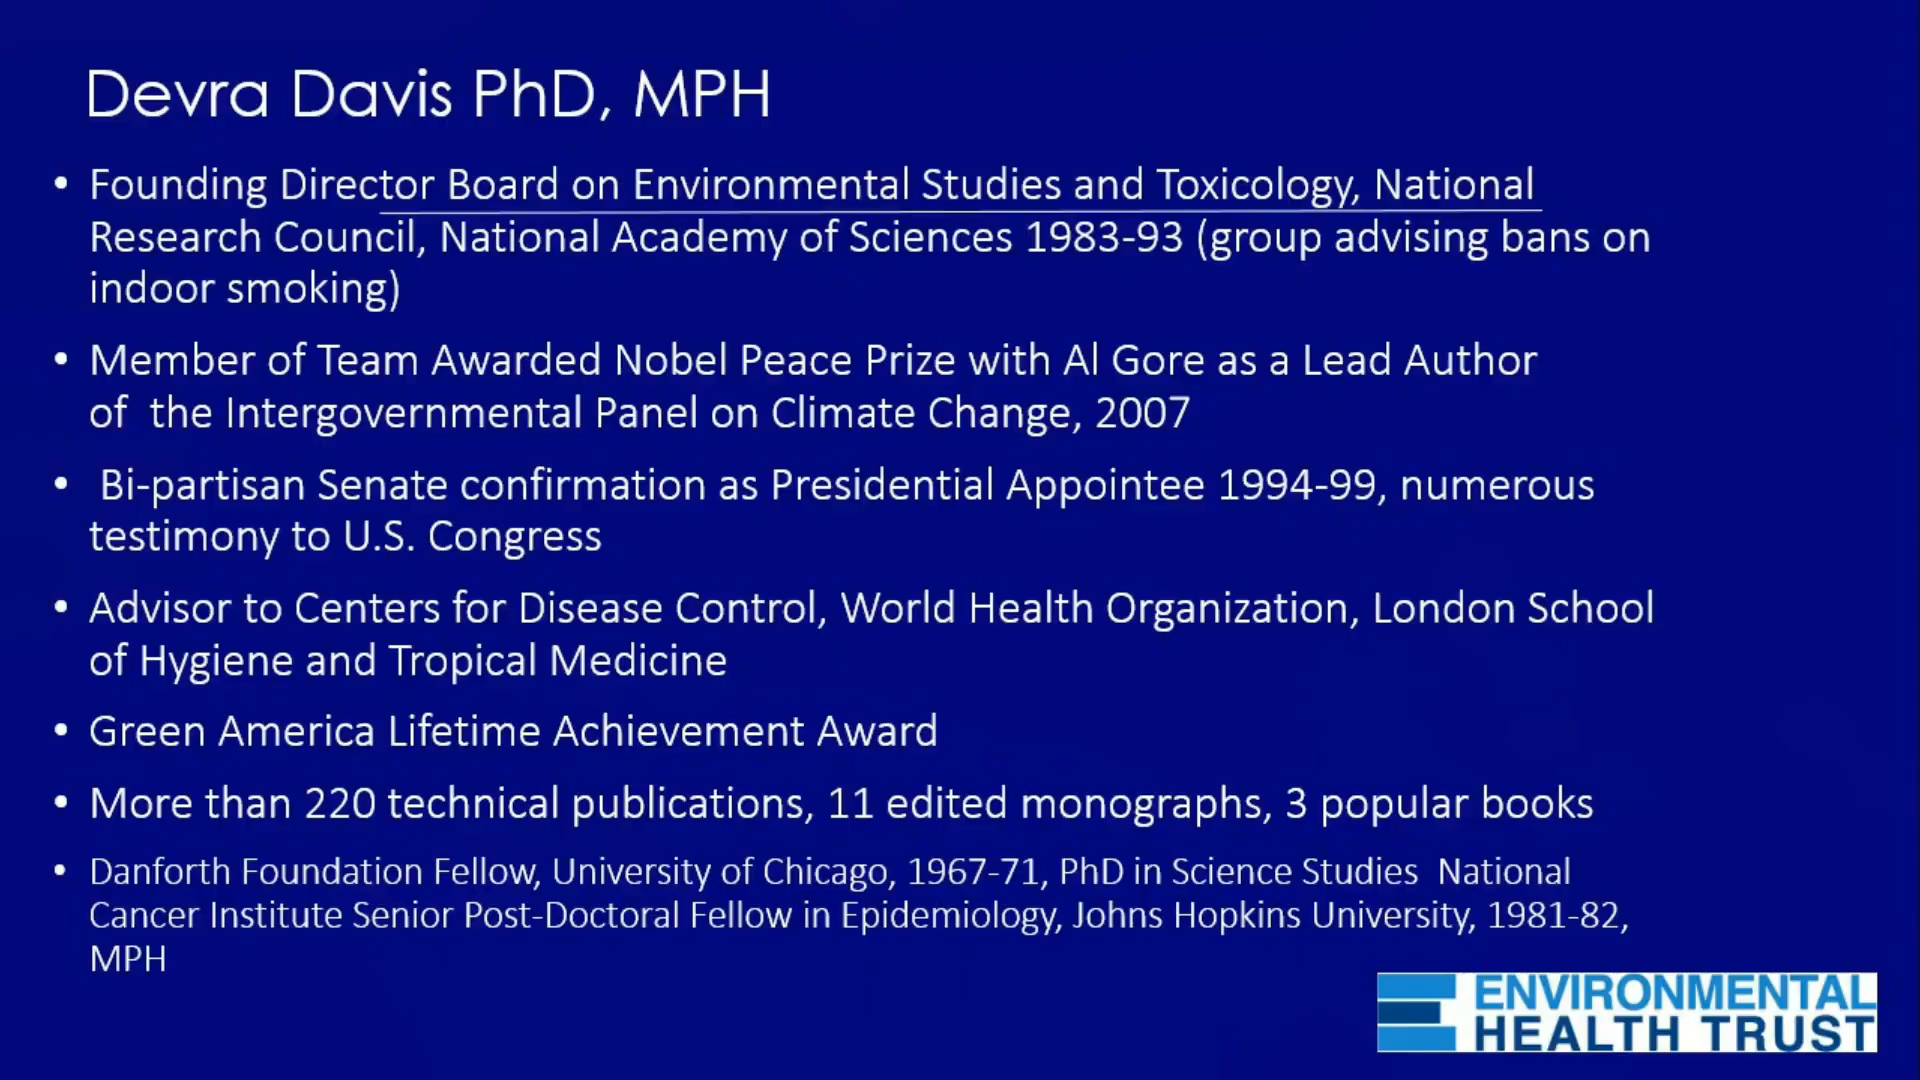 Devra Davis PhD, MPH
• Founding Director Board on Environmental Studies and Toxicology, National
Research Council, National Academy of Sciences 1983-93 (group advising bans on
indoor smoking)
• Member of Team Awarded Nobel Peace Prize with Al Gore as a Lead Author
of  the Intergovernmental Panel on Climate Change, 2007
• Bi-partisan Senate confirmation as Presidential Appointee 1994-99, numerous
testimony to U.S. Congress
• Advisor to Centers for Disease Control, World Health Organization, London School
of Hygiene and Tropical Medicine
• Green America Lifetime Achievement Award
• More than 220 technical publications, 11 edited monographs, 3 popular books
• Danforth Foundation Fellow, University of Chicago, 1967-71, PhD in Science Studies  National
Cancer Institute Senior Post-Doctoral Fellow in Epidemiology, Johns Hopkins University, 1981-82,
MPH
ENVIRONMENTAL
HEALTH TRUST